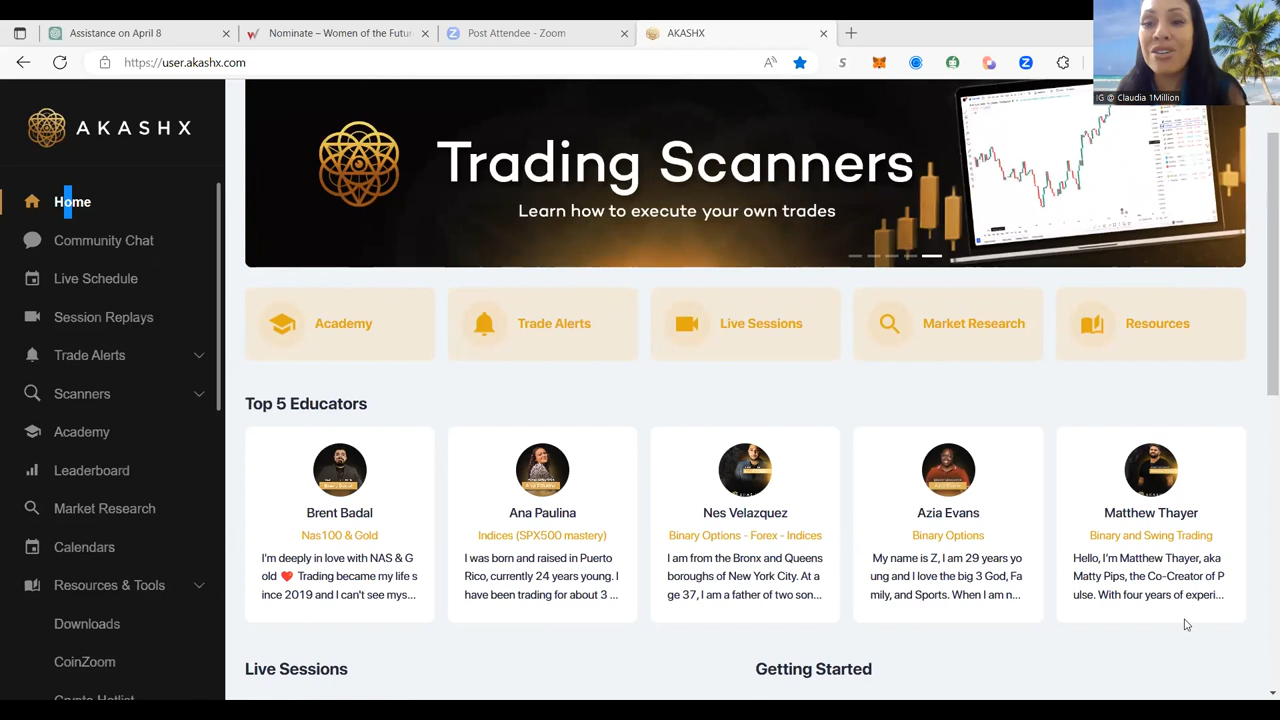 Assistance on April 8
Nominate – Women of the Futur
Post Attendee - Zoom
AKASHX
https://user.akashx.com
IG @ Claudia 1Million
AKASHX
Home
Community Chat
Live Schedule
Session Replays
Trade Alerts
Scanners
Academy
Leaderboard
Market Research
Calendars
Resources & Tools
Downloads
CoinZoom
Crypto Hotlist
Trading Scanners
Learn how to execute your own trades
Academy
Trade Alerts
Live Sessions
Market Research
Resources
Top 5 Educators
Brent Badal
Nas100 & Gold
I'm deeply in love with NAS & G
old ❤️ Trading became my life s
ince 2019 and I can't see mys...
Ana Paulina
Indices (SPX500 mastery)
I was born and raised in Puerto
Rico, currently 24 years young. I
have been trading for about 3 ...
Nes Velazquez
Binary Options - Forex - Indices
I am from the Bronx and Queens
boroughs of New York City. At a
ge 37, I am a father of two son...
Azia Evans
Binary Options
My name is Z, I am 29 years yo
ung and I love the big 3 God, Fa
mily, and Sports. When I am n...
Matthew Thayer
Binary and Swing Trading
Hello, I'm Matthew Thayer, aka
Matty Pips, the Co-Creator of P
ulse. With four years of experi...
Live Sessions
Getting Started